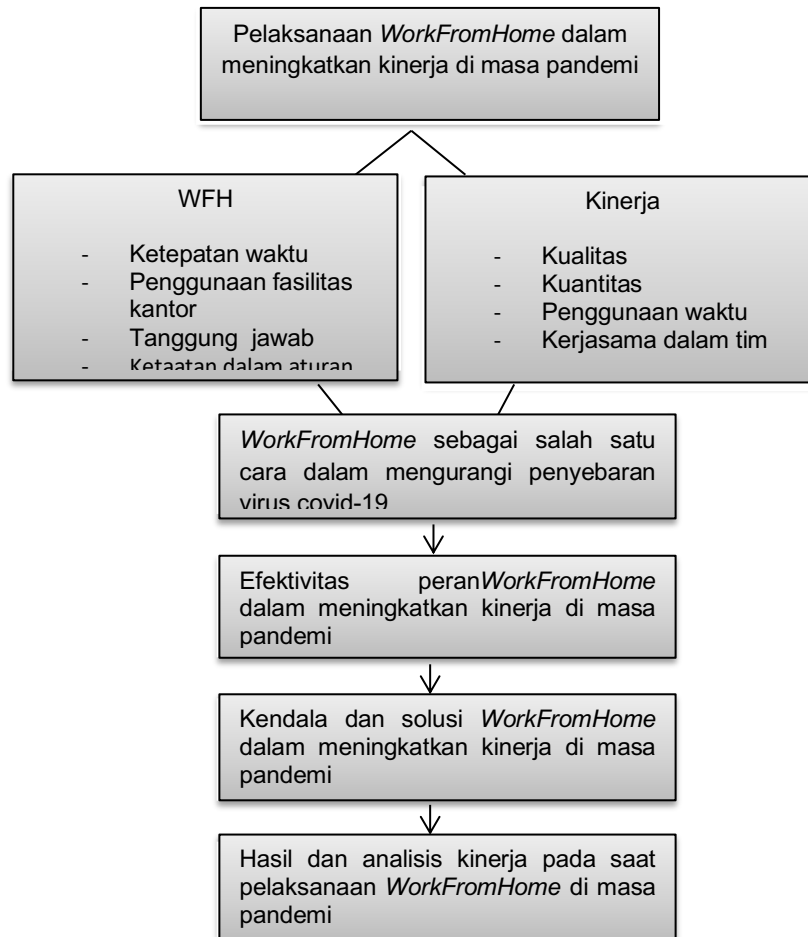 Pelaksanaan WorkFromHome dalam
meningkatkan kinerja di masa pandemi
WFH
- Ketepatan waktu
- Penggunaan fasilitas
kantor
- Tanggung jawab
- Ketaatan dalam aturan
Kinerja
- Kualitas
- Kuantitas
- Penggunaan waktu
- Kerjasama dalam tim
WorkFromHome sebagai salah satu
cara dalam mengurangi penyebaran
virus covid-19
Efektivitas peranWorkFromHome
dalam meningkatkan kinerja di masa
pandemi
Kendala dan solusi WorkFromHome
dalam meningkatkan kinerja di masa
pandemi
Hasil dan analisis kinerja pada saat
pelaksanaan WorkFromHome di masa
pandemi